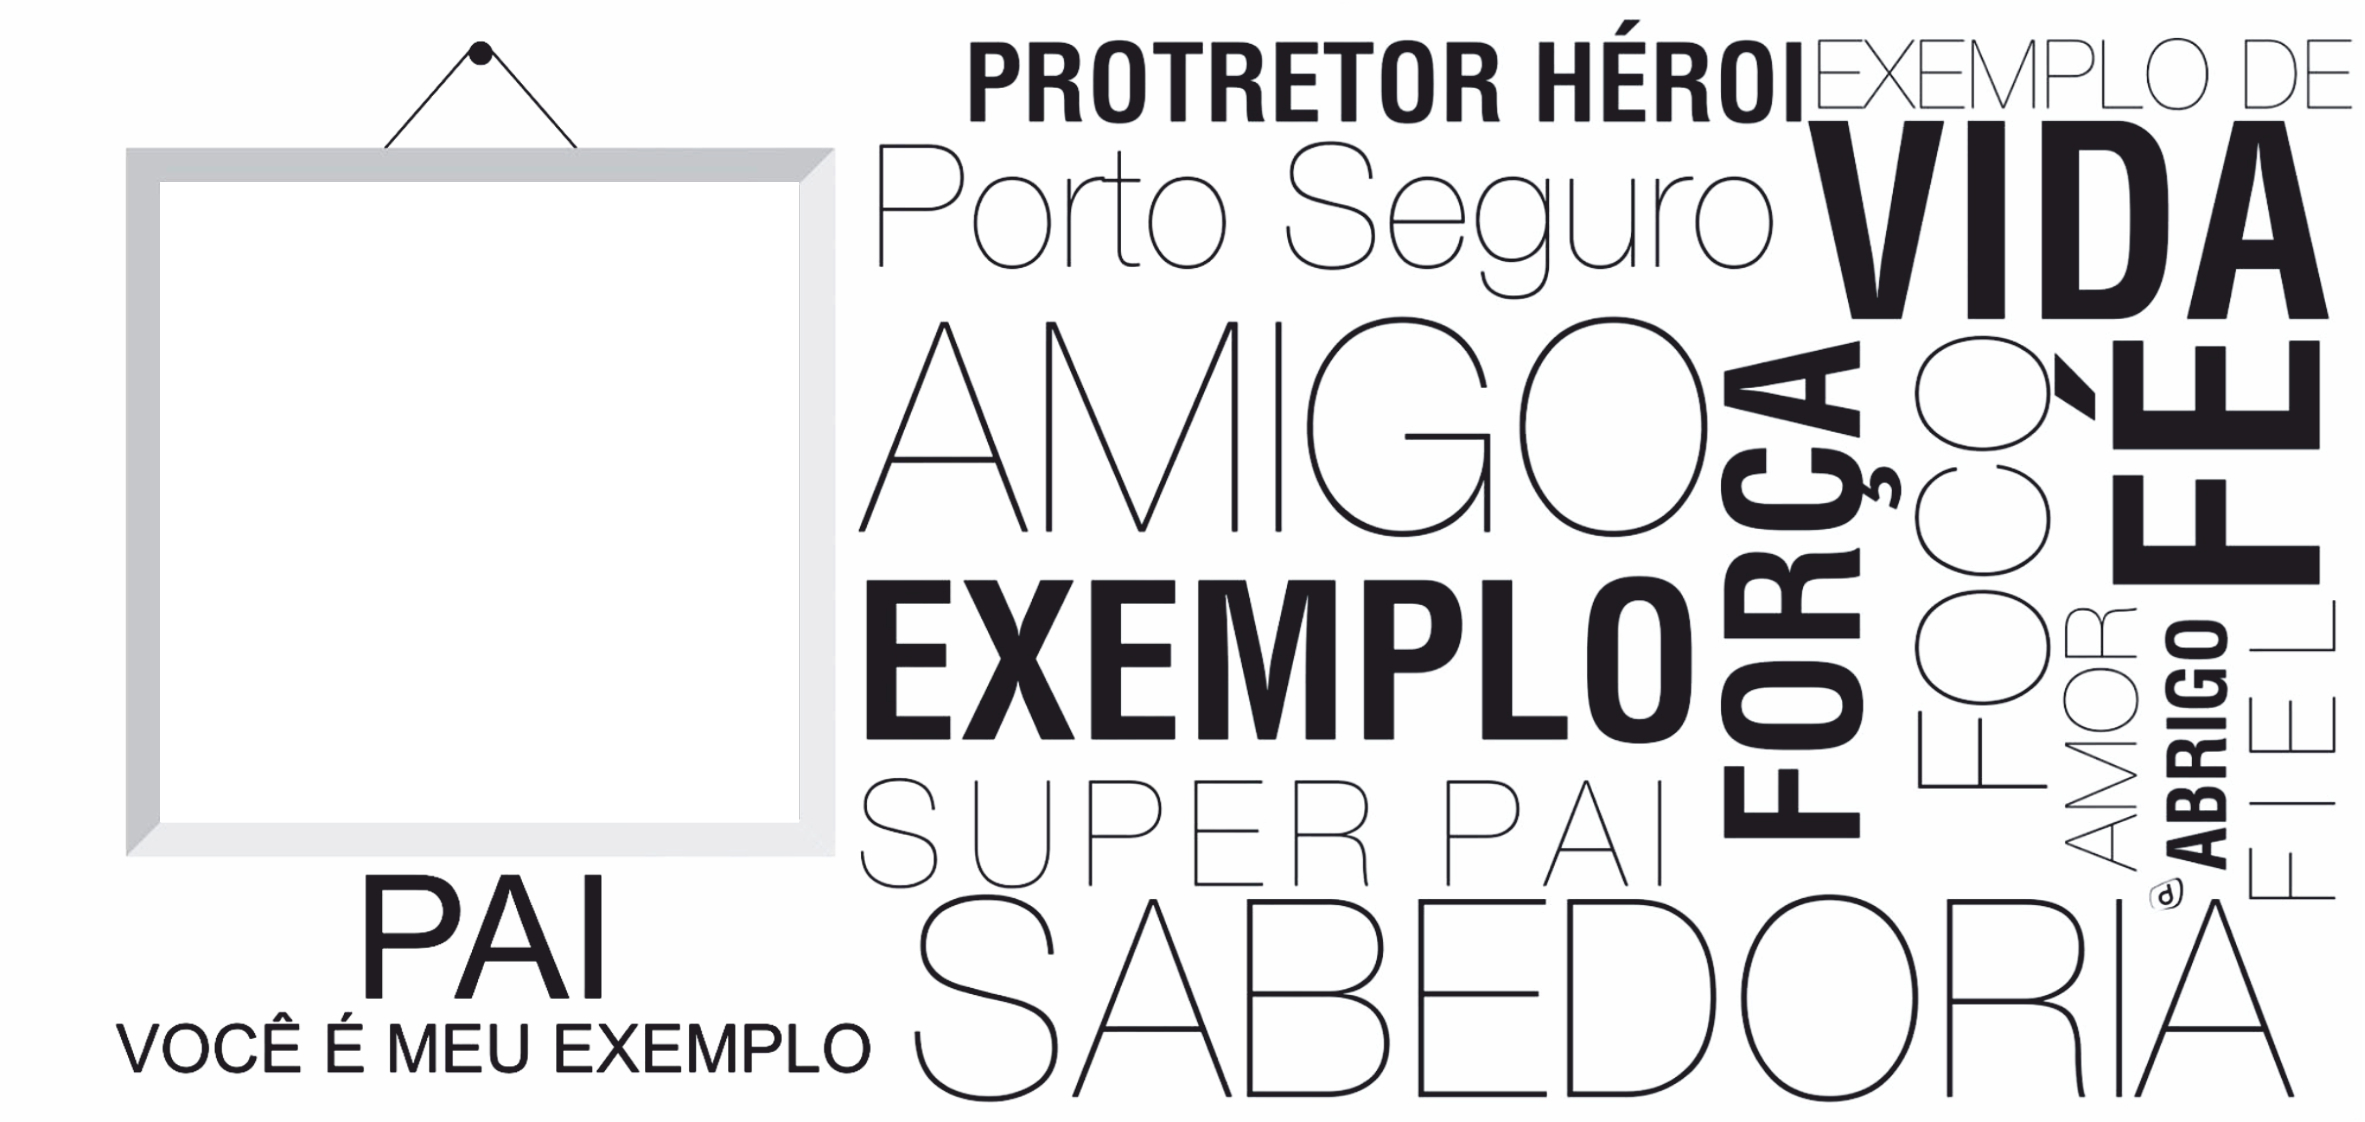 PROTRETOR HÉROI
EXEMPLO DE
VIDA
Porto Seguro
AMIGO
EXEMPLO
SUPER PAI
SABEDORIA
FORÇA
FOCO
FÉ
AMOR
ABRIGO
FIEL
d
PAI
VOCÊ É MEU EXEMPLO